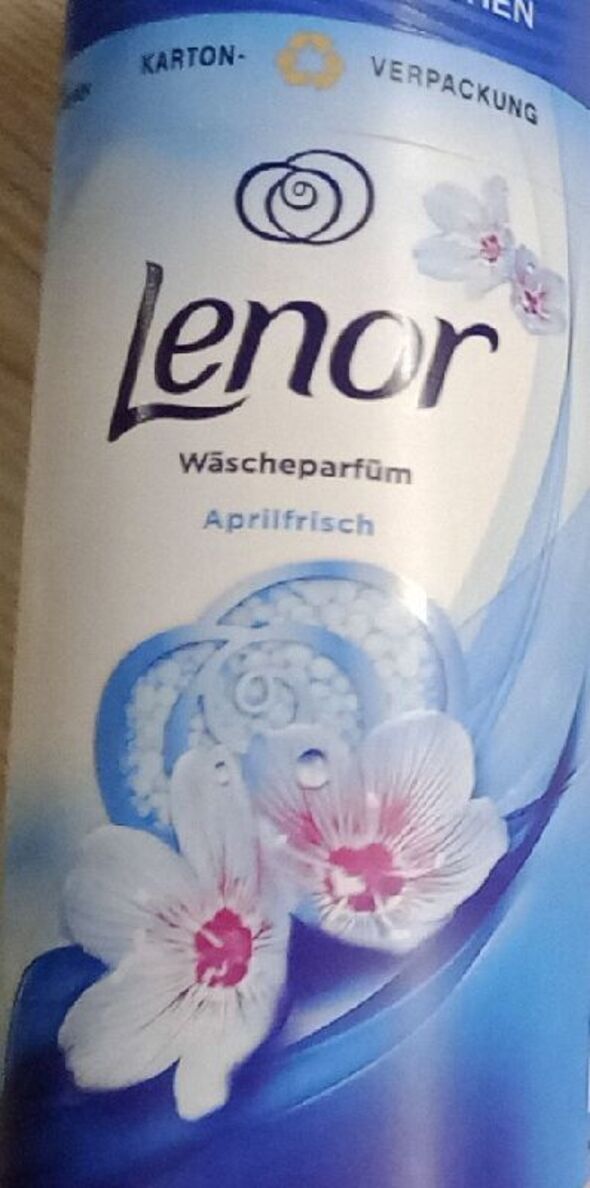 KARTON- VERPACKUNG
Lenor
Wäscheparfüm
Aprilfrisch